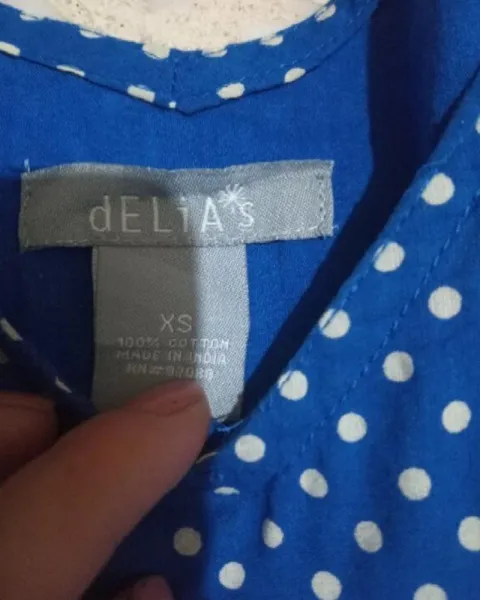 dELiA*s
XS
100% COTTON
MADE IN INDIA